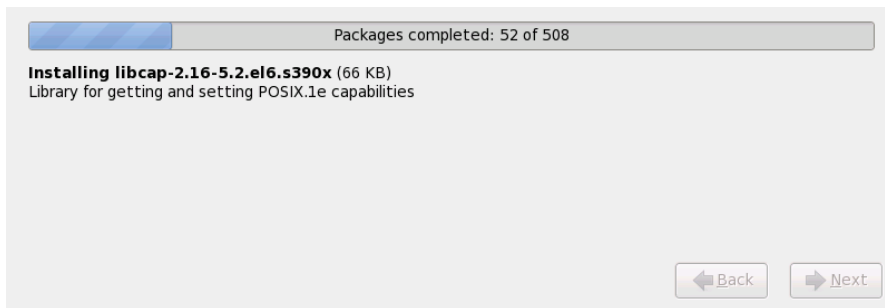 Packages completed: 52 of 508
Installing libcap-2.16-5.2.el6.s390x (66 KB)
Library for getting and setting POSIX.1e capabilities
Back
Next